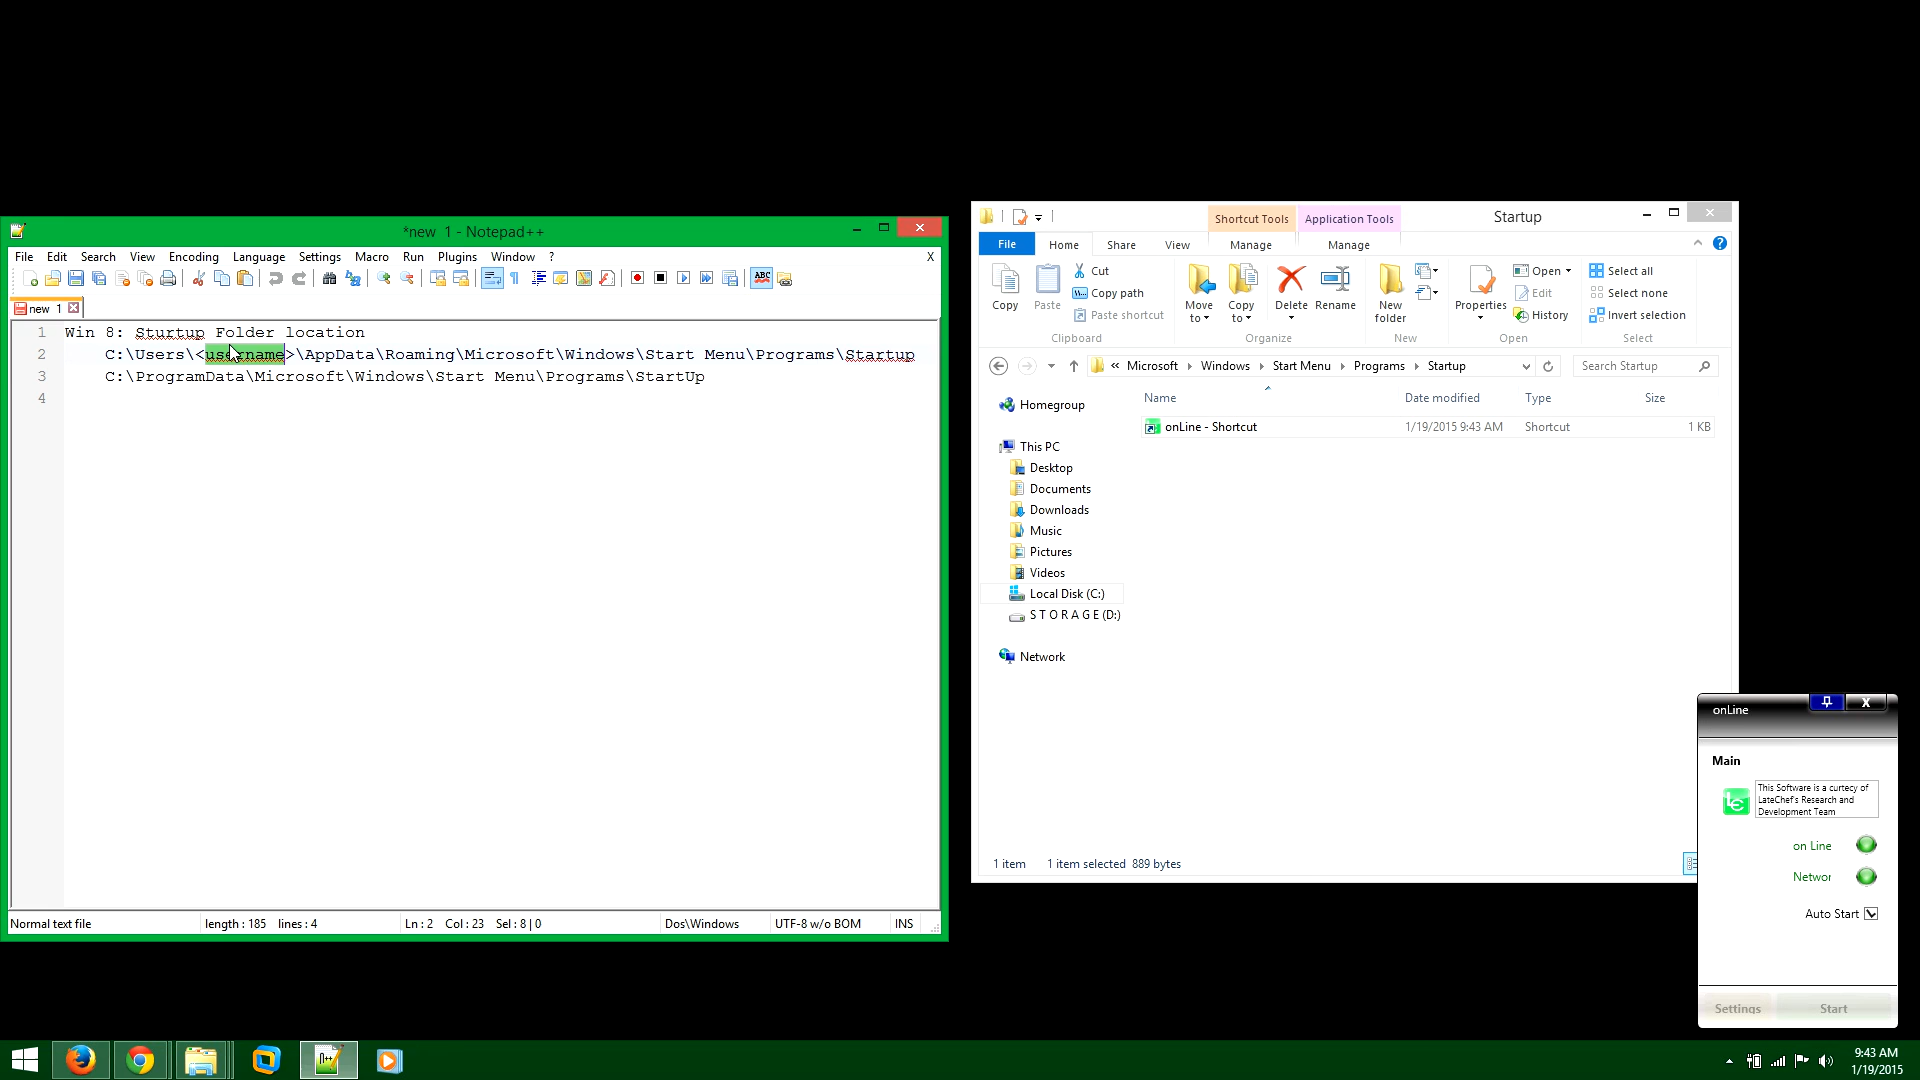 *new 1 - Notepad++
File Edit Search View Encoding Language Settings Macro Run Plugins Window ? X
new 1
1 Win 8: Sturtup Folder location
2 C:\Users\<username>\AppData\Roaming\Microsoft\Windows\Start Menu\Programs\Startup
3 C:\ProgramData\Microsoft\Windows\Start Menu\Programs\StartUp
4
Normal text file length : 185 lines : 4 Ln : 2 Col : 23 Sel : 8 | 0 Dos\Windows UTF-8 w/o BOM INS
Shortcut Tools Application Tools Startup
File Home Share View Manage Manage
Copy Paste Cut
Copy path
Paste shortcut
Clipboard
Move to Copy to Delete Rename
Organize
New folder
New
Properties Open
Edit
History
Open
Select all
Select none
Invert selection
Select
« Microsoft Windows Start Menu Programs Startup Search Startup
Name Date modified Type Size
onLine - Shortcut 1/19/2015 9:43 AM Shortcut 1 KB
Homegroup
This PC
Desktop
Documents
Downloads
Music
Pictures
Videos
Local Disk (C:)
S T O R A G E (D:)
Network
1 item 1 item selected 889 bytes
onLine X
Main
This Software is a curtecy of
LateChef's Research and
Development Team
on Line
Networ
Auto Start
Settings Start
9:43 AM
1/19/2015